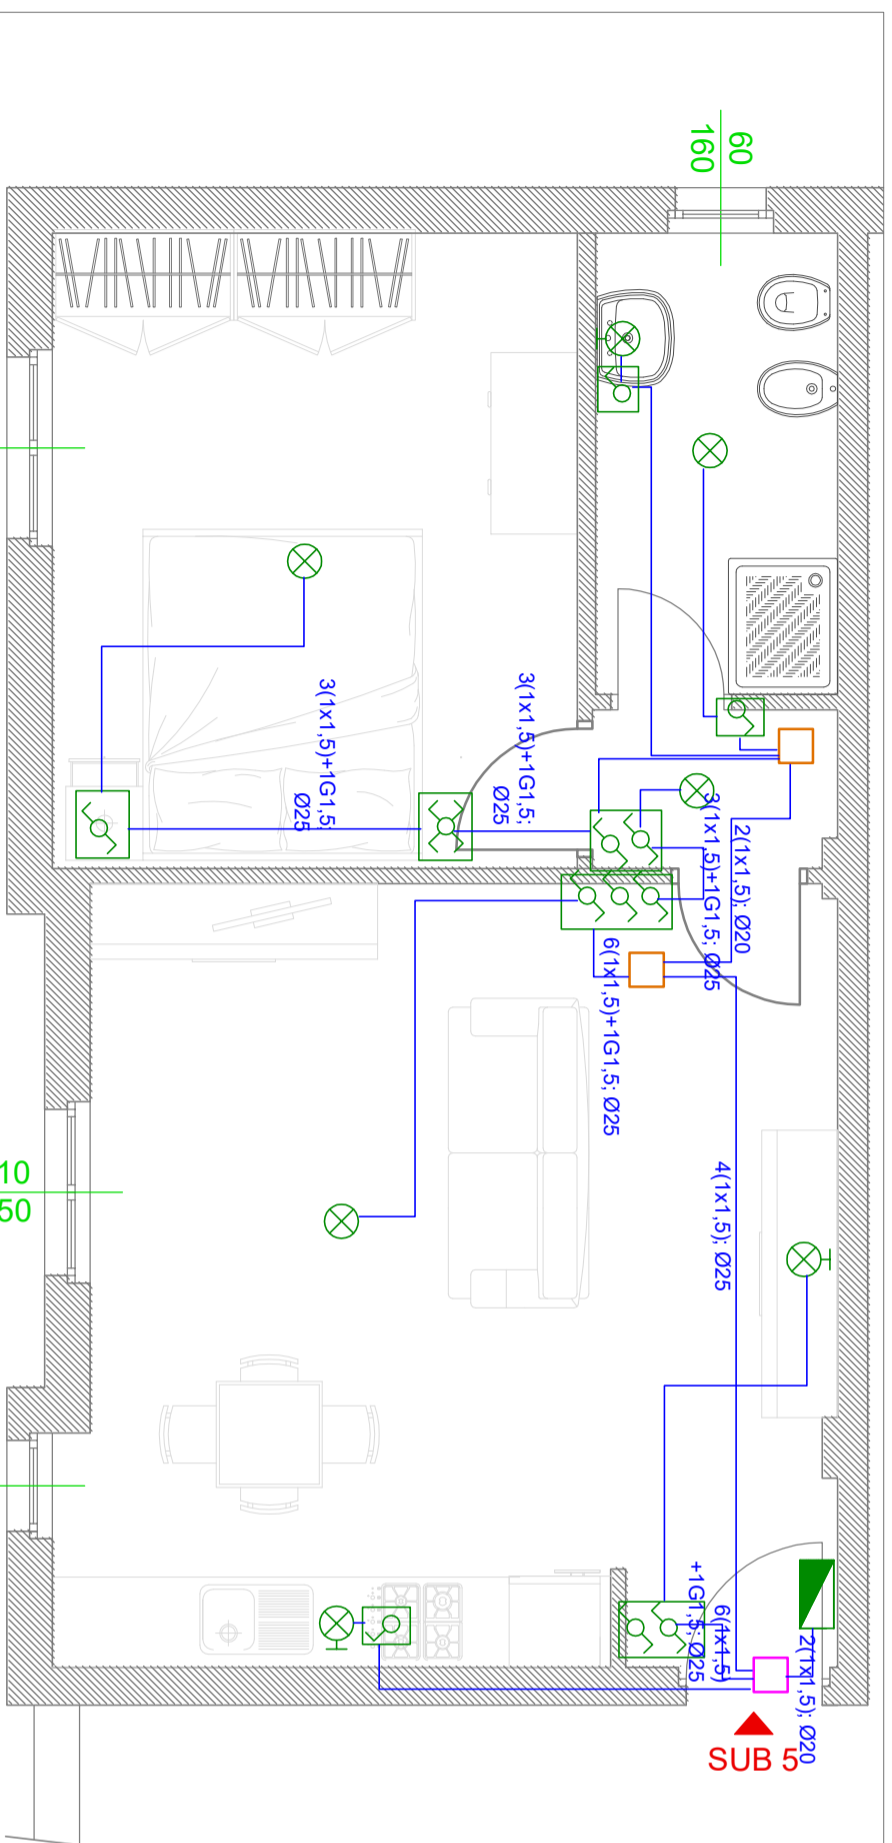 60
160
3(1x1,5)+1G1,5;
Ø25
3(1x1,5)+1G1,5;
Ø25
3(1x1,5)+1G1,5; Ø25
2(1x1,5); Ø20
6(1x1,5)+1G1,5; Ø25
4(1x1,5); Ø25
10
50
6(1x1,5)
+1G1,5; Ø25
2(1x1,5); Ø20
SUB 5